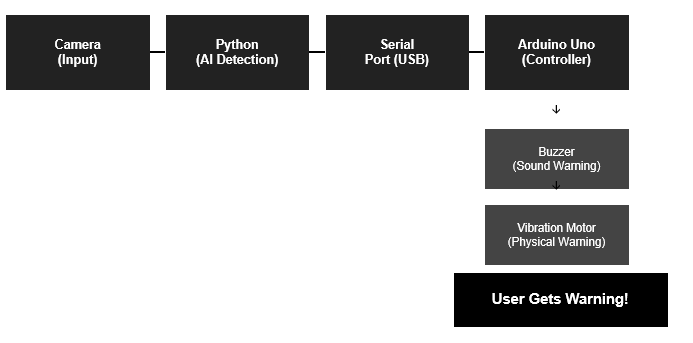 Camera
(Input)
Python
(AI Detection)
Serial
Port (USB)
Arduino Uno
(Controller)
Buzzer
(Sound Warning)
Vibration Motor
(Physical Warning)
User Gets Warning!